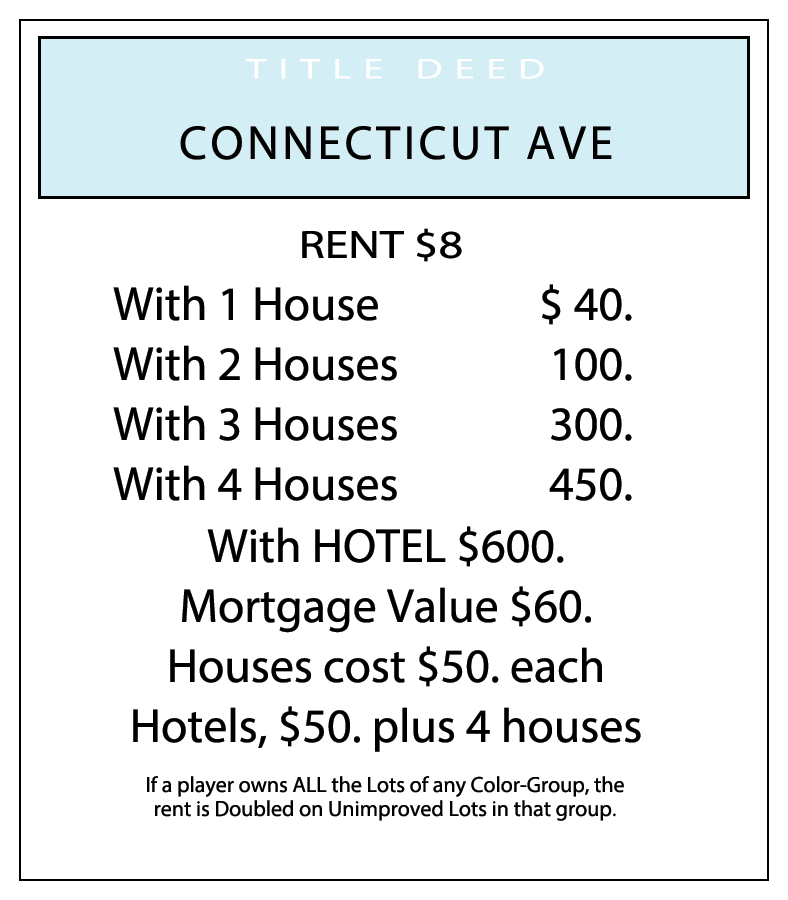 TITLE DEED
CONNECTICUT AVE
RENT $8
With 1 House $ 40.
With 2 Houses 100.
With 3 Houses 300.
With 4 Houses 450.
With HOTEL $600.
Mortgage Value $60.
Houses cost $50. each
Hotels, $50. plus 4 houses
If a player owns ALL the Lots of any Color-Group, the
rent is Doubled on Unimproved Lots in that group.